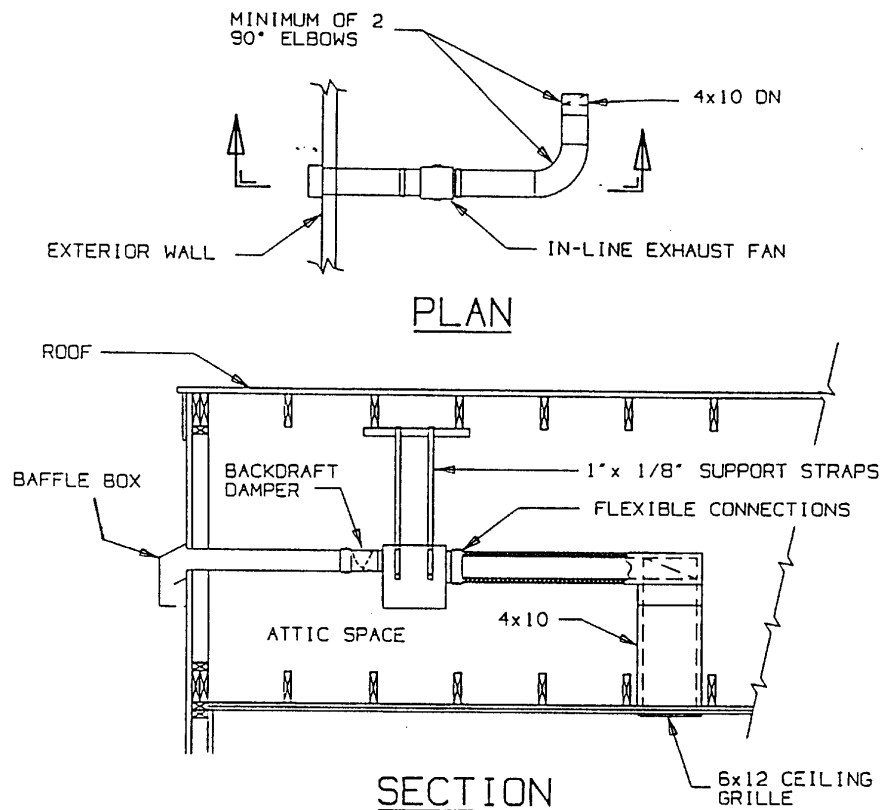 MINIMUM OF 2
90° ELBOWS
4x10 DN
EXTERIOR WALL
IN-LINE EXHAUST FAN
PLAN
ROOF
BAFFLE BOX
BACKDRAFT
DAMPER
1"x 1/8" SUPPORT STRAPS
FLEXIBLE CONNECTIONS
4x10
ATTIC SPACE
6x12 CEILING
GRILLE
SECTION